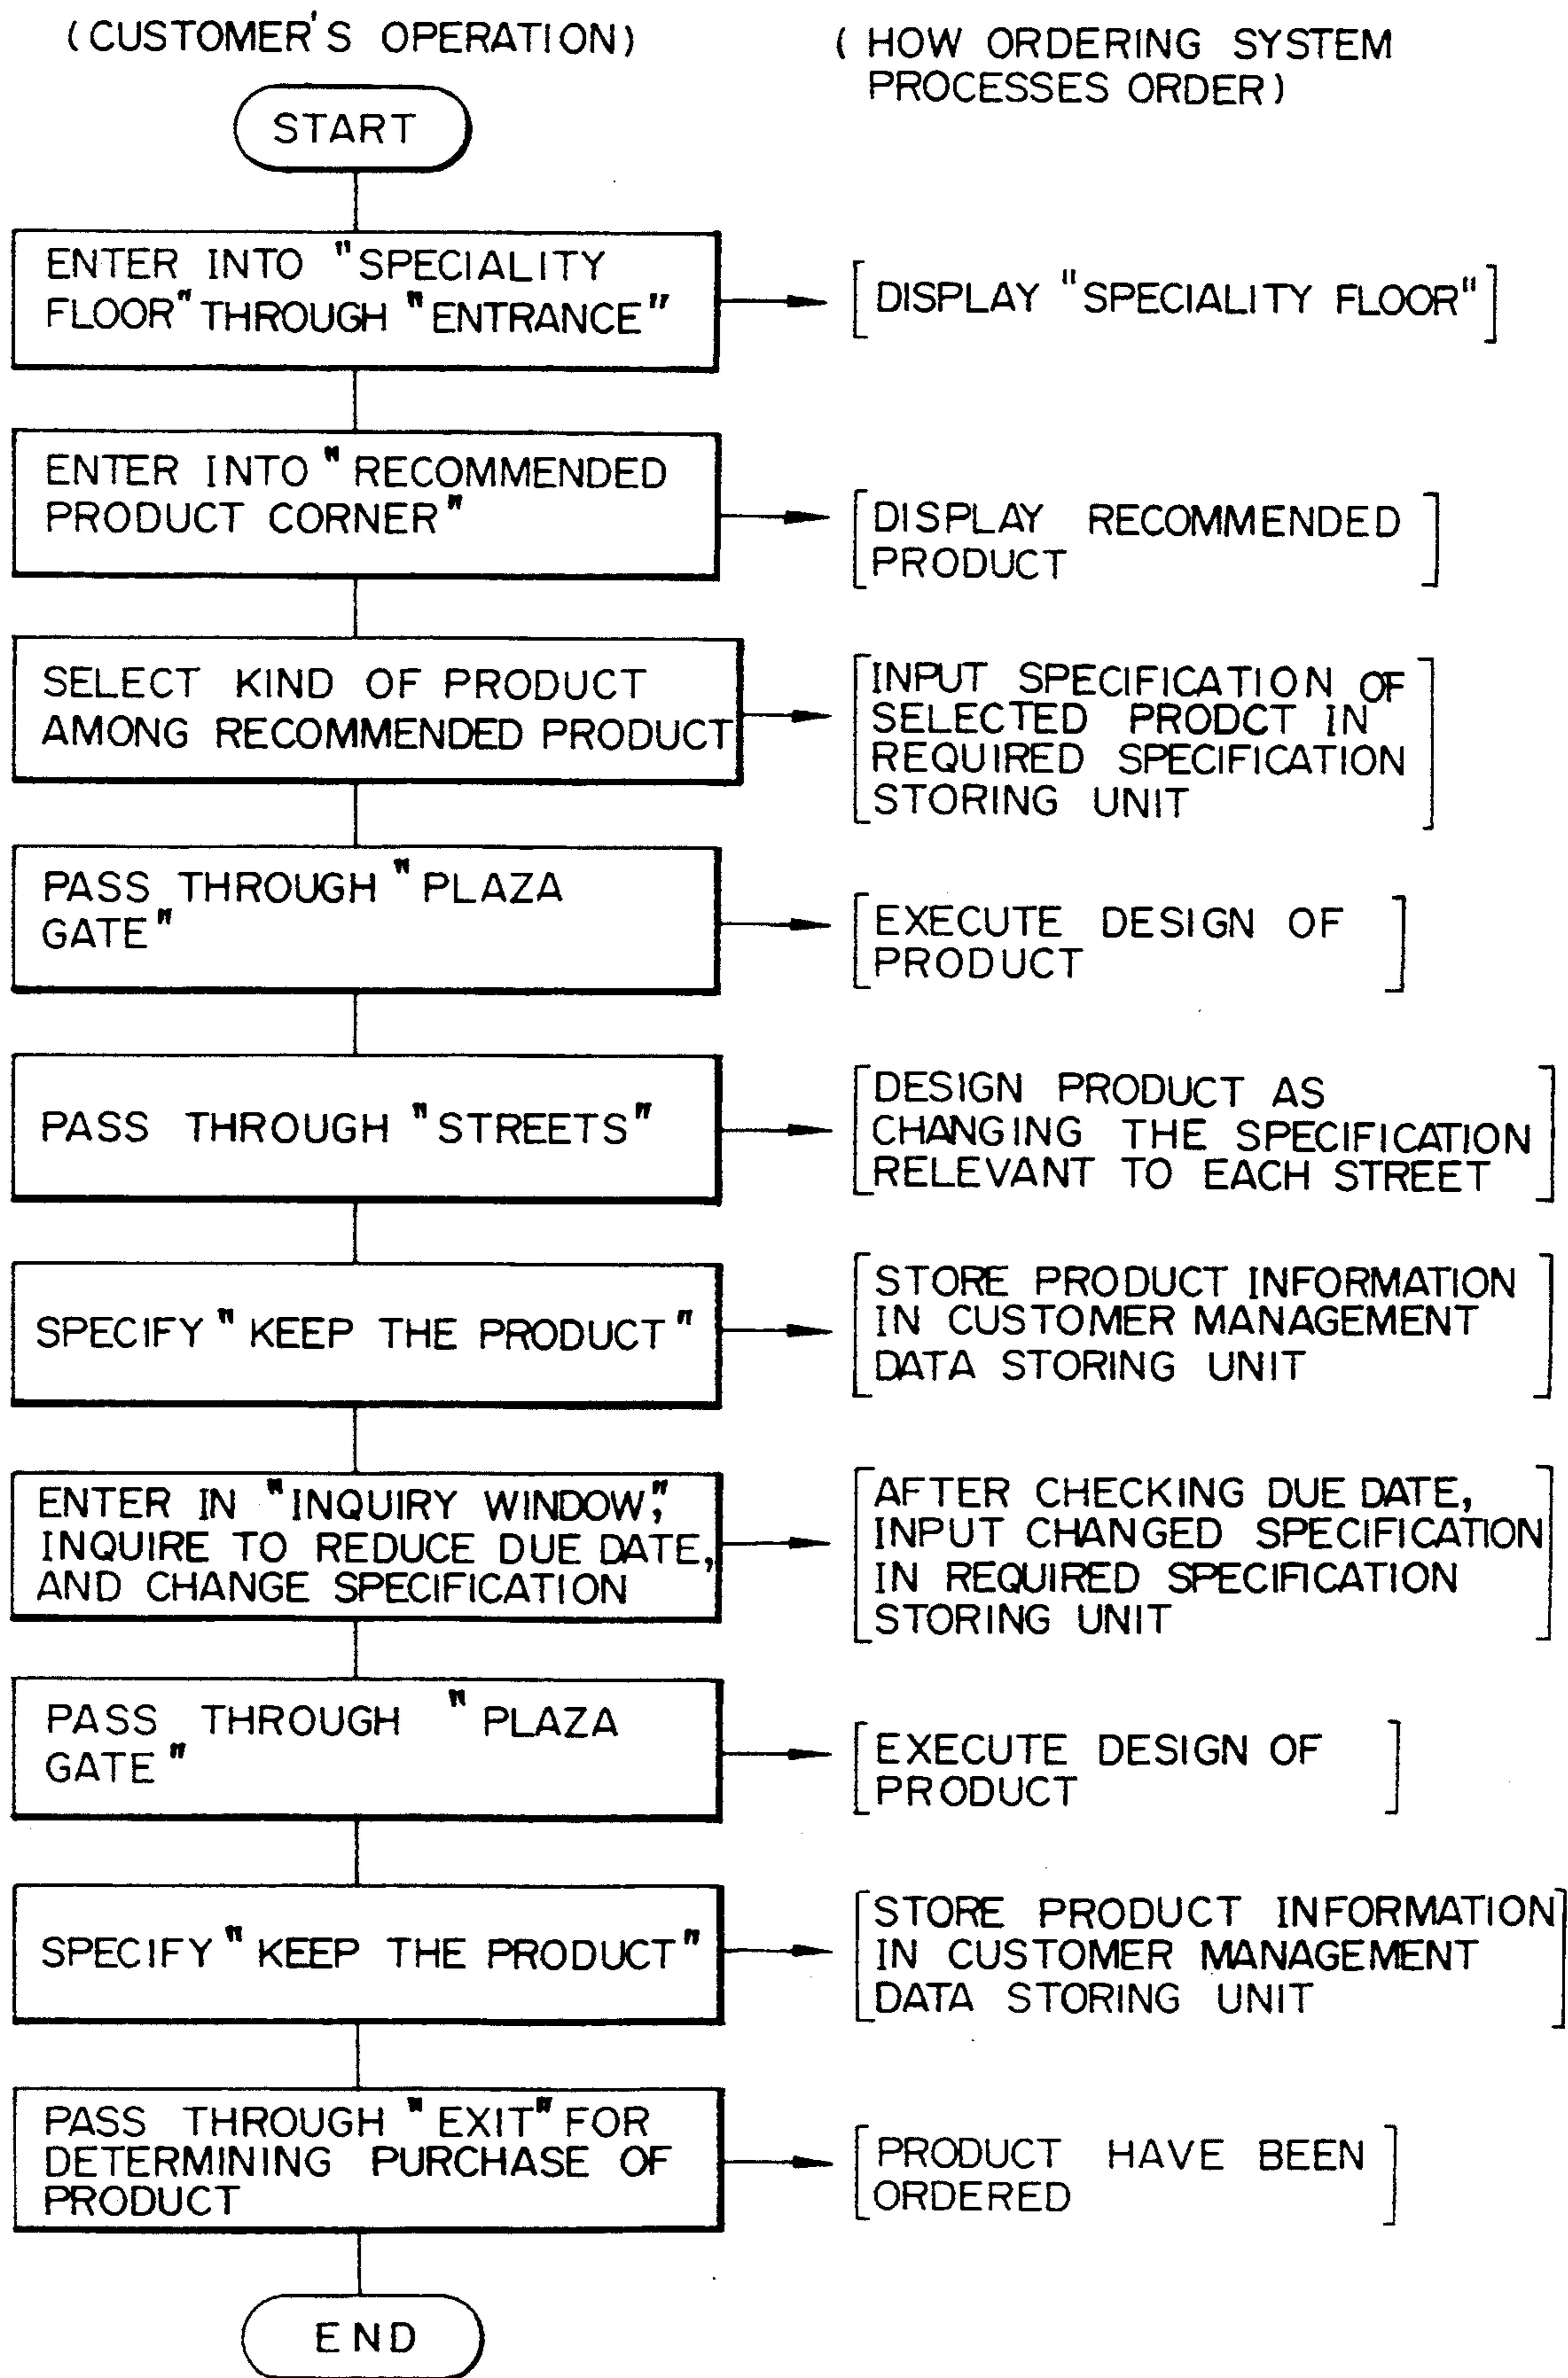 (CUSTOMER'S OPERATION)
( HOW ORDERING SYSTEM
PROCESSES ORDER)
START
ENTER INTO "SPECIALITY
FLOOR" THROUGH "ENTRANCE"
[DISPLAY "SPECIALITY FLOOR"]
ENTER INTO "RECOMMENDED
PRODUCT CORNER"
[DISPLAY RECOMMENDED
PRODUCT]
SELECT KIND OF PRODUCT
AMONG RECOMMENDED PRODUCT
[INPUT SPECIFICATION OF
SELECTED PRODCT IN
REQUIRED SPECIFICATION
STORING UNIT]
PASS THROUGH "PLAZA
GATE"
[EXECUTE DESIGN OF
PRODUCT]
PASS THROUGH "STREETS"
[DESIGN PRODUCT AS
CHANGING THE SPECIFICATION
RELEVANT TO EACH STREET]
SPECIFY "KEEP THE PRODUCT"
[STORE PRODUCT INFORMATION
IN CUSTOMER MANAGEMENT
DATA STORING UNIT]
ENTER IN "INQUIRY WINDOW",
INQUIRE TO REDUCE DUE DATE,
AND CHANGE SPECIFICATION
[AFTER CHECKING DUE DATE,
INPUT CHANGED SPECIFICATION
IN REQUIRED SPECIFICATION
STORING UNIT]
PASS THROUGH "PLAZA
GATE"
[EXECUTE DESIGN OF
PRODUCT]
SPECIFY "KEEP THE PRODUCT"
[STORE PRODUCT INFORMATION
IN CUSTOMER MANAGEMENT
DATA STORING UNIT]
PASS THROUGH "EXIT" FOR
DETERMINING PURCHASE OF
PRODUCT
[PRODUCT HAVE BEEN
ORDERED]
END